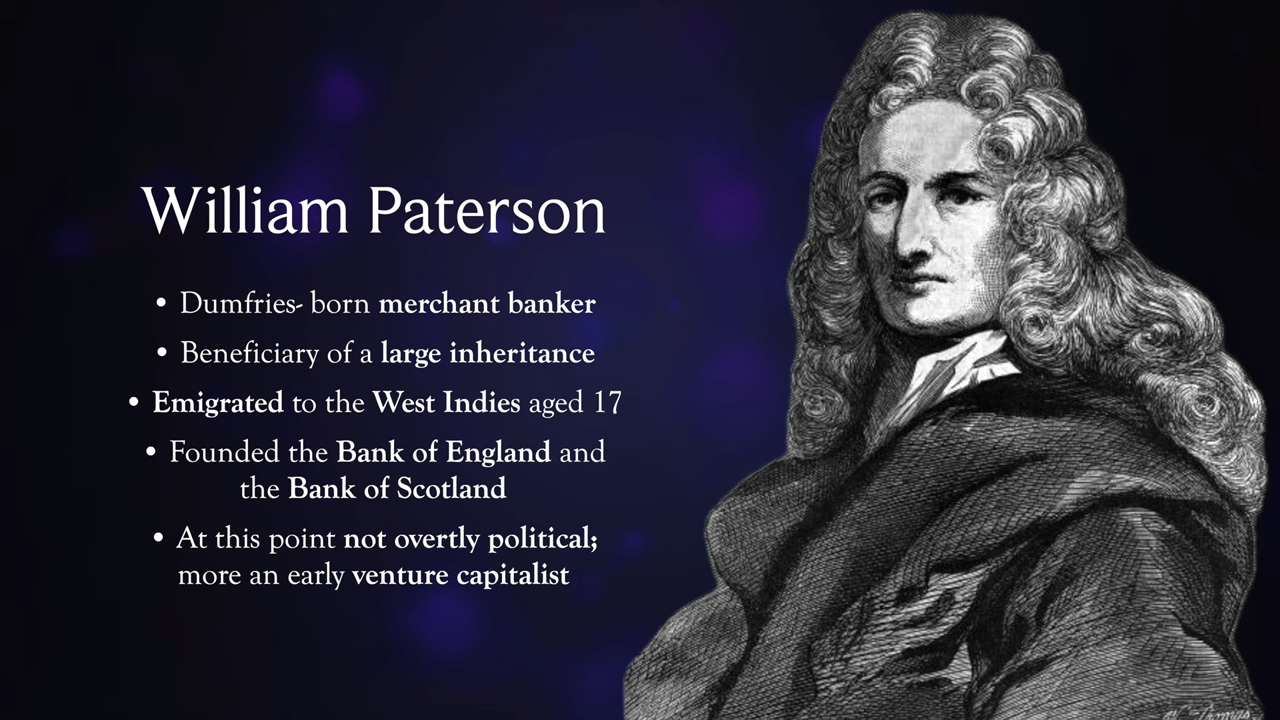 William Paterson
• Dumfries- born merchant banker
• Beneficiary of a large inheritance
• Emigrated to the West Indies aged 17
• Founded the Bank of England and
the Bank of Scotland
• At this point not overtly political;
more an early venture capitalist